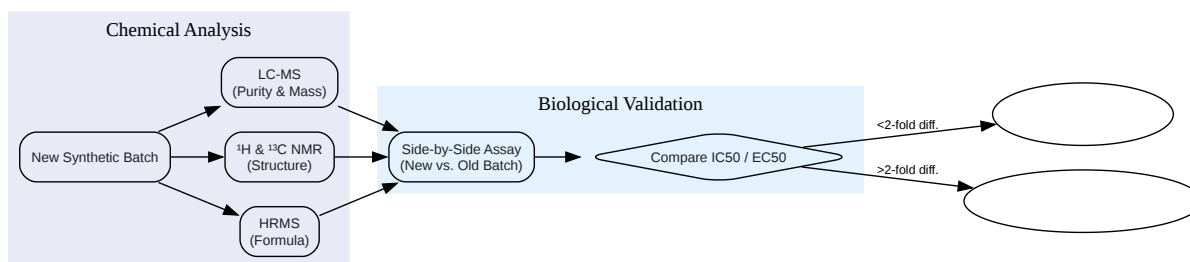 Chemical Analysis
New Synthetic Batch
LC-MS
(Purity & Mass)
¹H & ¹³C NMR
(Structure)
HRMS
(Formula)
Biological Validation
Side-by-Side Assay
(New vs. Old Batch)
Compare IC50 / EC50
<2-fold diff.
>2-fold diff.